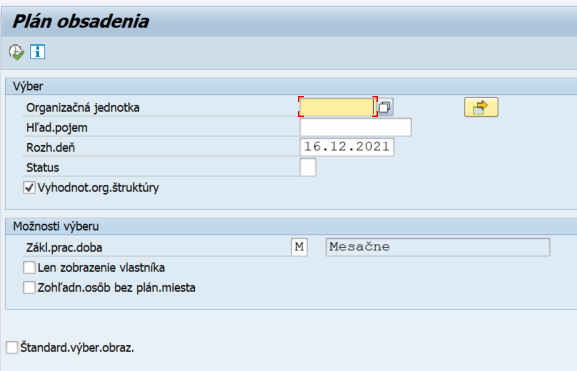 Plán obsadenia
Výber
Organizačná jednotka
Hľad.pojem
Rozh.deň 16.12.2021
Status
Vyhodnot.org.štruktúry
Možnosti výberu
Zákl.prac.doba M Mesačne
Len zobrazenie vlastníka
Zohľadn.osôb bez plán.miesta
Štandard.výber.obraz.